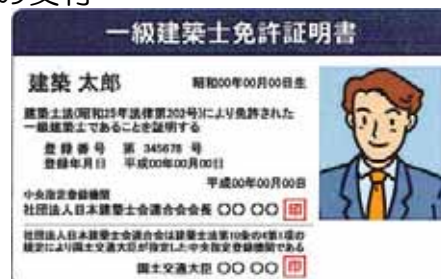 の交付
一級建築士免許証明書
建築 太郎 昭和00年00月00日生
建築士法(昭和25年法律第202号)により免許された
一級建築士であることを証明する
登録番号 第 345678 号
登録年月日 平成00年00月00日
平成00年00月00日
中央指定登録機関
社団法人日本建築士会連合会会長 〇〇 〇〇 印
社団法人日本建築士会連合会は建築士法第10条の4第1項の
規定により国土交通大臣が指定した中央指定登録機関である
国土交通大臣 〇〇 〇〇 印